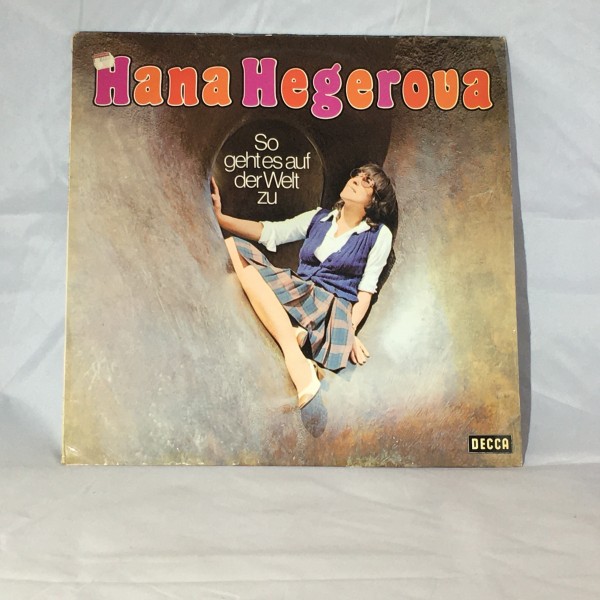 Hana Hegerova
So
geht es auf
der Welt
zu
DECCA